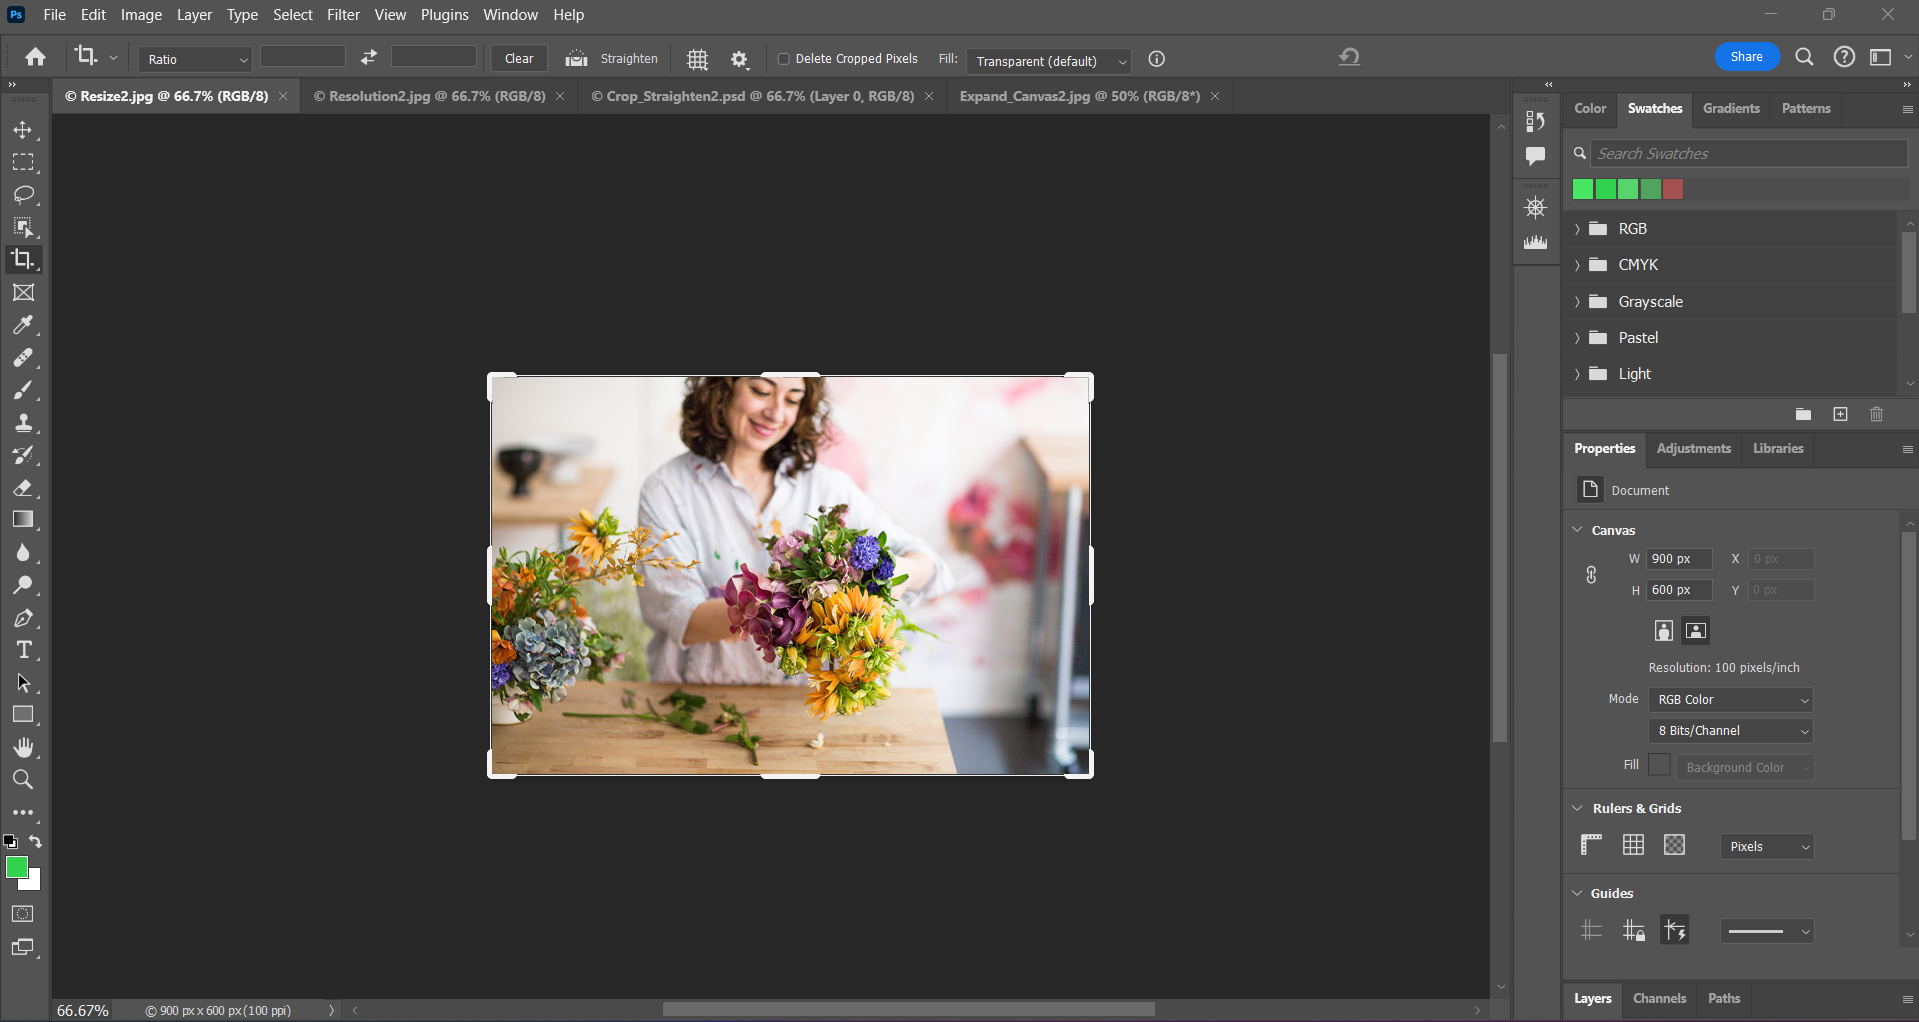 Ps File Edit Image Layer Type Select Filter View Plugins Window Help
Ratio Clear Straighten Delete Cropped Pixels Fill: Transparent (default) Share
© Resize2.jpg @ 66.7% (RGB/8) © Resolution2.jpg @ 66.7% (RGB/8) © Crop_Straighten2.psd @ 66.7% (Layer 0, RGB/8) Expand_Canvas2.jpg @ 50% (RGB/8*)
Color Swatches Gradients Patterns
Search Swatches
RGB
CMYK
Grayscale
Pastel
Light
Properties Adjustments Libraries
Document
Canvas
W 900 px X 0 px
H 600 px Y 0 px
Resolution: 100 pixels/inch
Mode RGB Color
8 Bits/Channel
Fill Background Color
Rulers & Grids
Pixels
Guides
Layers Channels Paths
66.67% © 900 px x 600 px (100 ppi)